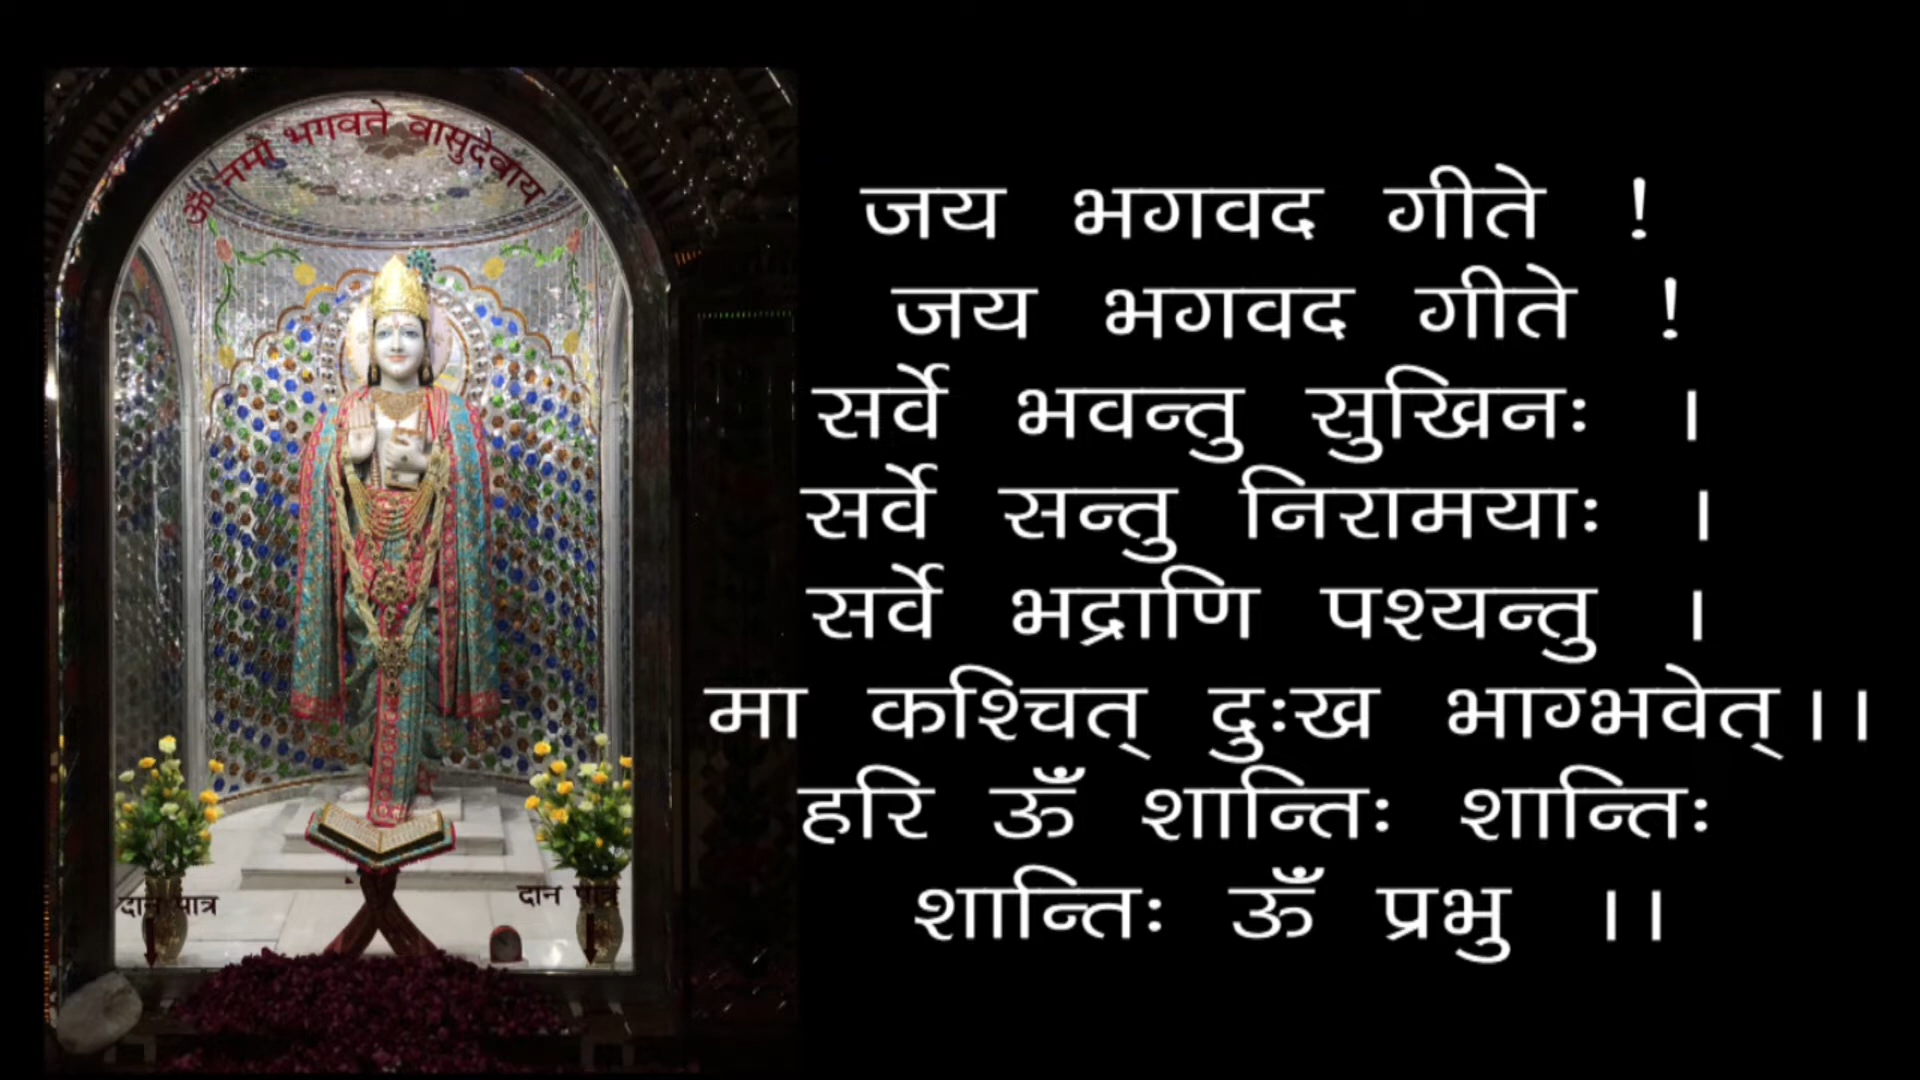 ॐ नमो भगवते वासुदेवाय
जय भगवद गीते !
जय भगवद गीते !
सर्वे भवन्तु सुखिनः ।
सर्वे सन्तु निरामयाः ।
सर्वे भद्राणि पश्यन्तु ।
मा कश्चित् दुःख भाग्भवेत् ।।
हरि ऊँ शान्तिः शान्तिः
शान्तिः ऊँ प्रभु ।।
दान पात्र
दान पात्र